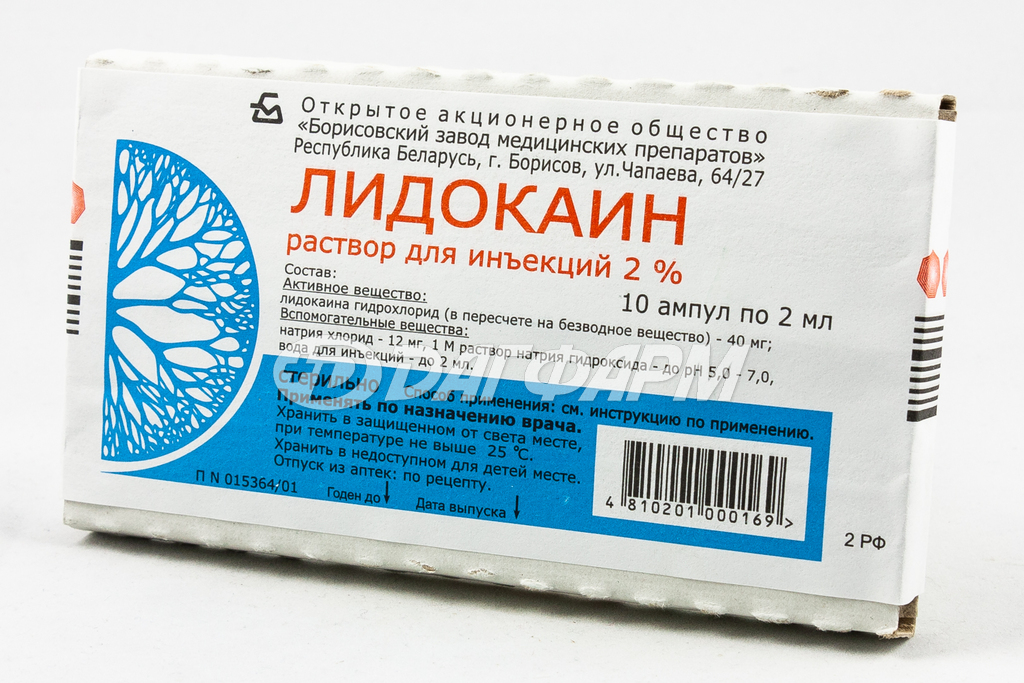 Открытое акционерное общество
«Борисовский завод медицинских препаратов»
Республика Беларусь, г. Борисов, ул.Чапаева, 64/27
ЛИДОКАИН
раствор для инъекций 2 %
10 ампул по 2 мл
Состав:
Активное вещество:
лидокаина гидрохлорид (в пересчете на безводное вещество) - 40 мг;
Вспомогательные вещества:
натрия хлорид - 12 мг, 1 М раствор натрия гидроксида - до pH 5,0 - 7,0,
вода для инъекций - до 2 мл.
ДАГФАРМ
стерильно Способ применения: см. инструкцию по применению.
Применять по назначению врача.
Хранить в защищенном от света месте,
при температуре не выше 25 °C.
Хранить в недоступном для детей месте.
Отпуск из аптек: по рецепту.
П N 015364/01
Годен до
Дата выпуска
4 810201 000169 >
2 РФ